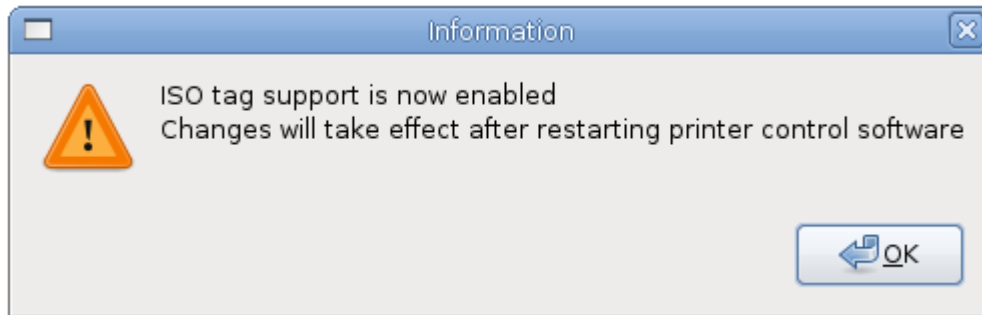 Information
ISO tag support is now enabled
Changes will take effect after restarting printer control software
OK